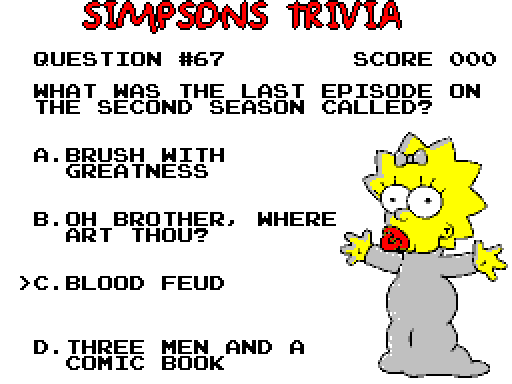 SIMPSONS TRIVIA
QUESTION #67 SCORE 000
WHAT WAS THE LAST EPISODE ON
THE SECOND SEASON CALLED?
A.BRUSH WITH
GREATNESS
B.OH BROTHER, WHERE
ART THOU?
>C.BLOOD FEUD
D.THREE MEN AND A
COMIC BOOK